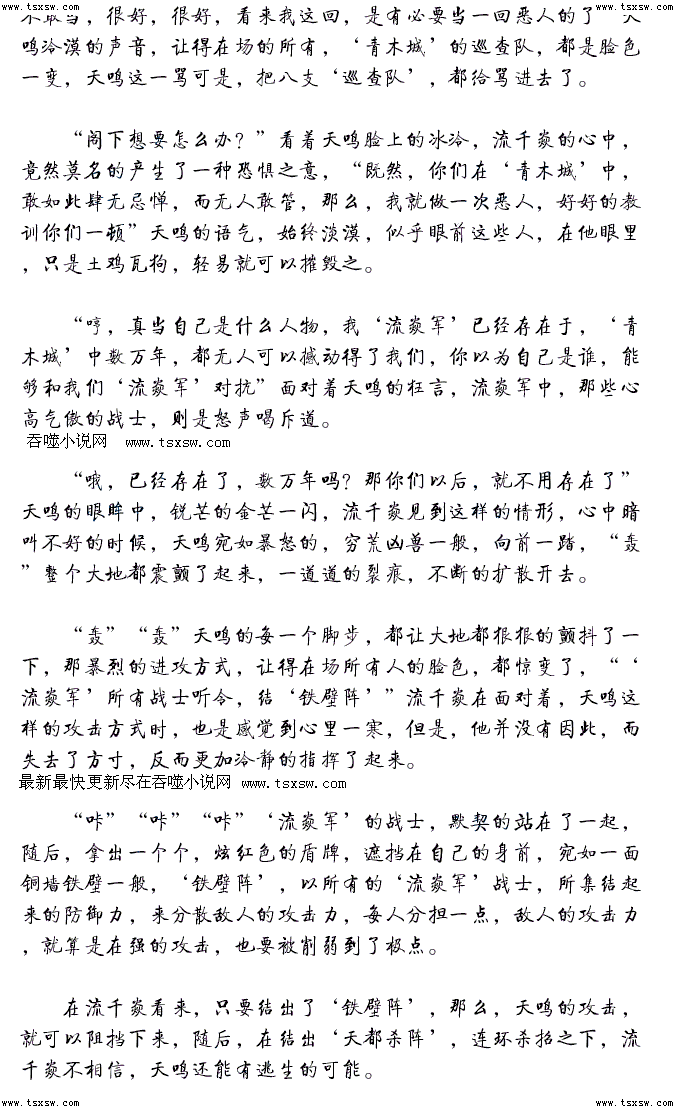 www.tsxsw.com www.tsxsw.com
不敢当，很好，很好，看来我这回，是有必要当一回恶人的了”天
鸣冷漠的声音，让得在场的所有，‘青木城’的巡查队，都是脸色
一变，天鸣这一骂可是，把八支‘巡查队’，都给骂进去了。
“阁下想要怎么办？”看着天鸣脸上的冰冷，流千焱的心中，
竟然莫名的产生了一种恐惧之意，“既然，你们在‘青木城’中，
敢如此肆无忌惮，而无人敢管，那么，我就做一次恶人，好好的教
训你们一顿”天鸣的语气，始终淡漠，似乎眼前这些人，在他眼里
，只是土鸡瓦狗，轻易就可以摧毁之。
“哼，真当自己是什么人物，我‘流焱军’已经存在于，‘青
木城’中数万年，都无人可以撼动得了我们，你以为自己是谁，能
够和我们‘流焱军’对抗”面对着天鸣的狂言，流焱军中，那些心
高气傲的战士，则是怒声喝斥道。
吞噬小说网 www.tsxsw.com
“哦，已经存在了，数万年吗？那你们以后，就不用存在了”
天鸣的眼眸中，锐芒的金芒一闪，流千焱见到这样的情形，心中暗
叫不好的时候，天鸣宛如暴怒的，穷荒凶兽一般，向前一踏，“轰
”整个大地都震颤了起来，一道道的裂痕，不断的扩散开去。
“轰”“轰”天鸣的每一个脚步，都让大地都狠狠的颤抖了一
下，那暴烈的进攻方式，让得在场所有人的脸色，都惊变了，“‘
流焱军’所有战士听令，结‘铁壁阵’”流千焱在面对着，天鸣这
样的攻击方式时，也是感觉到心里一寒，但是，他并没有因此，而
失去了方寸，反而更加冷静的指挥了起来。
最新最快更新尽在吞噬小说网 www.tsxsw.com
“咔”“咔”“咔”‘流焱军’的战士，默契的站在了一起，
随后，拿出一个个，炫红色的盾牌，遮挡在自己的身前，宛如一面
铜墙铁壁一般，‘铁壁阵’，以所有的‘流焱军’战士，所集结起
来的防御力，来分散敌人的攻击力，每人分担一点，敌人的攻击力
，就算是在强的攻击，也要被削弱到了极点。
在流千焱看来，只要结出了‘铁壁阵’，那么，天鸣的攻击，
就可以阻挡下来，随后，在结出‘天都杀阵’，连环杀招之下，流
千焱不相信，天鸣还能有逃生的可能。
www.tsxsw.com www.tsxsw.com